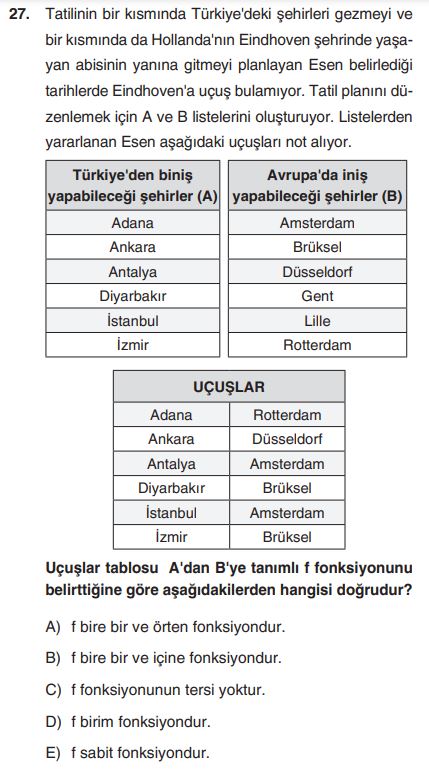 27. Tatilinin bir kısmında Türkiye'deki şehirleri gezmeyi ve
bir kısmında da Hollanda'nın Eindhoven şehrinde yaşa-
yan abisinin yanına gitmeyi planlayan Esen belirlediği
tarihlerde Eindhoven'a uçuş bulamıyor. Tatil planını dü-
zenlemek için A ve B listelerini oluşturuyor. Listelerden
yararlanan Esen aşağıdaki uçuşları not alıyor.
Türkiye'den biniş yapabileceği şehirler (A)
Avrupa'da iniş yapabileceği şehirler (B)
Adana Amsterdam
Ankara Brüksel
Antalya Düsseldorf
Diyarbakır Gent
İstanbul Lille
İzmir Rotterdam
UÇUŞLAR
Adana Rotterdam
Ankara Düsseldorf
Antalya Amsterdam
Diyarbakır Brüksel
İstanbul Amsterdam
İzmir Brüksel
Uçuşlar tablosu A'dan B'ye tanımlı f fonksiyonunu
belirttiğine göre aşağıdakilerden hangisi doğrudur?
A) f bire bir ve örten fonksiyondur.
B) f bire bir ve içine fonksiyondur.
C) f fonksiyonunun tersi yoktur.
D) f birim fonksiyondur.
E) f sabit fonksiyondur.